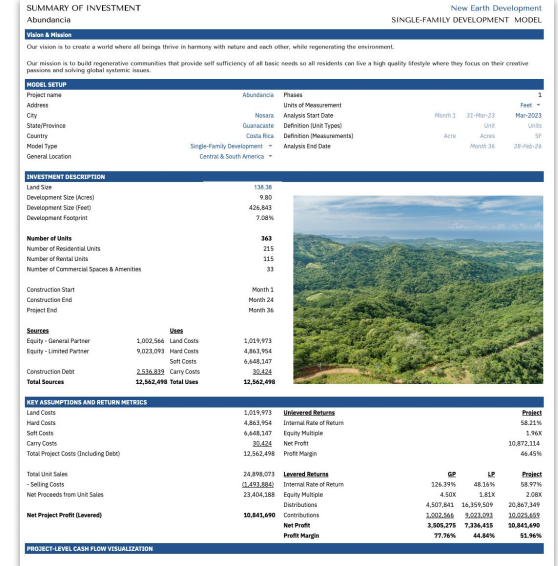 SUMMARY OF INVESTMENT New Earth Development
Abundancia SINGLE-FAMILY DEVELOPMENT MODEL
Vision & Mission
Our vision is to create a world where all beings thrive in harmony with nature and each other, while regenerating the environment.
Our mission is to build regenerative communities that provide self sufficiency of all basic needs so all residents can live a high quality lifestyle where they focus on their creative
passions and solving global systemic issues.
MODEL SETUP
Project name Abundancia Phases 1
Address Units of Measurement Feet
City Nosara Analysis Start Date Month 1 31-Mar-23 Mar-2023
State/Province Guanacaste Definition (Unit Types) Unit Units
Country Costa Rica Definition (Measurements) Acre Acres SF
Model Type Single-Family Development Analysis End Date Month 36 28-Feb-26
General Location Central & South America
INVESTMENT DESCRIPTION
Land Size 138.38
Development Size (Acres) 9.80
Development Size (Feet) 426,843
Development Footprint 7.08%
Number of Units 363
Number of Residential Units 215
Number of Rental Units 115
Number of Commercial Spaces & Amenities 33
Construction Start Month 1
Construction End Month 24
Project End Month 36
Sources Uses
Equity - General Partner 1,002,566 Land Costs 1,019,973
Equity - Limited Partner 9,023,093 Hard Costs 4,863,954
Soft Costs 6,648,147
Construction Debt 2,536,839 Carry Costs 30,424
Total Sources 12,562,498 Total Uses 12,562,498
KEY ASSUMPTIONS AND RETURN METRICS
Land Costs 1,019,973 Unlevered Returns Project
Hard Costs 4,863,954 Internal Rate of Return 58.21%
Soft Costs 6,648,147 Equity Multiple 1.96X
Carry Costs 30,424 Net Profit 10,872,114
Total Project Costs (Including Debt) 12,562,498 Profit Margin 46.45%
Total Unit Sales 24,898,073 Levered Returns GP LP Project
- Selling Costs (1,493,884) Internal Rate of Return 126.39% 48.16% 58.97%
Net Proceeds from Unit Sales 23,404,188 Equity Multiple 4.50X 1.81X 2.08X
Distributions 4,507,841 16,359,509 20,867,349
Net Project Profit (Levered) 10,841,690 Contributions 1,002,566 9,023,093 10,025,659
Net Profit 3,505,275 7,336,415 10,841,690
Profit Margin 77.76% 44.84% 51.96%
PROJECT-LEVEL CASH FLOW VISUALIZATION